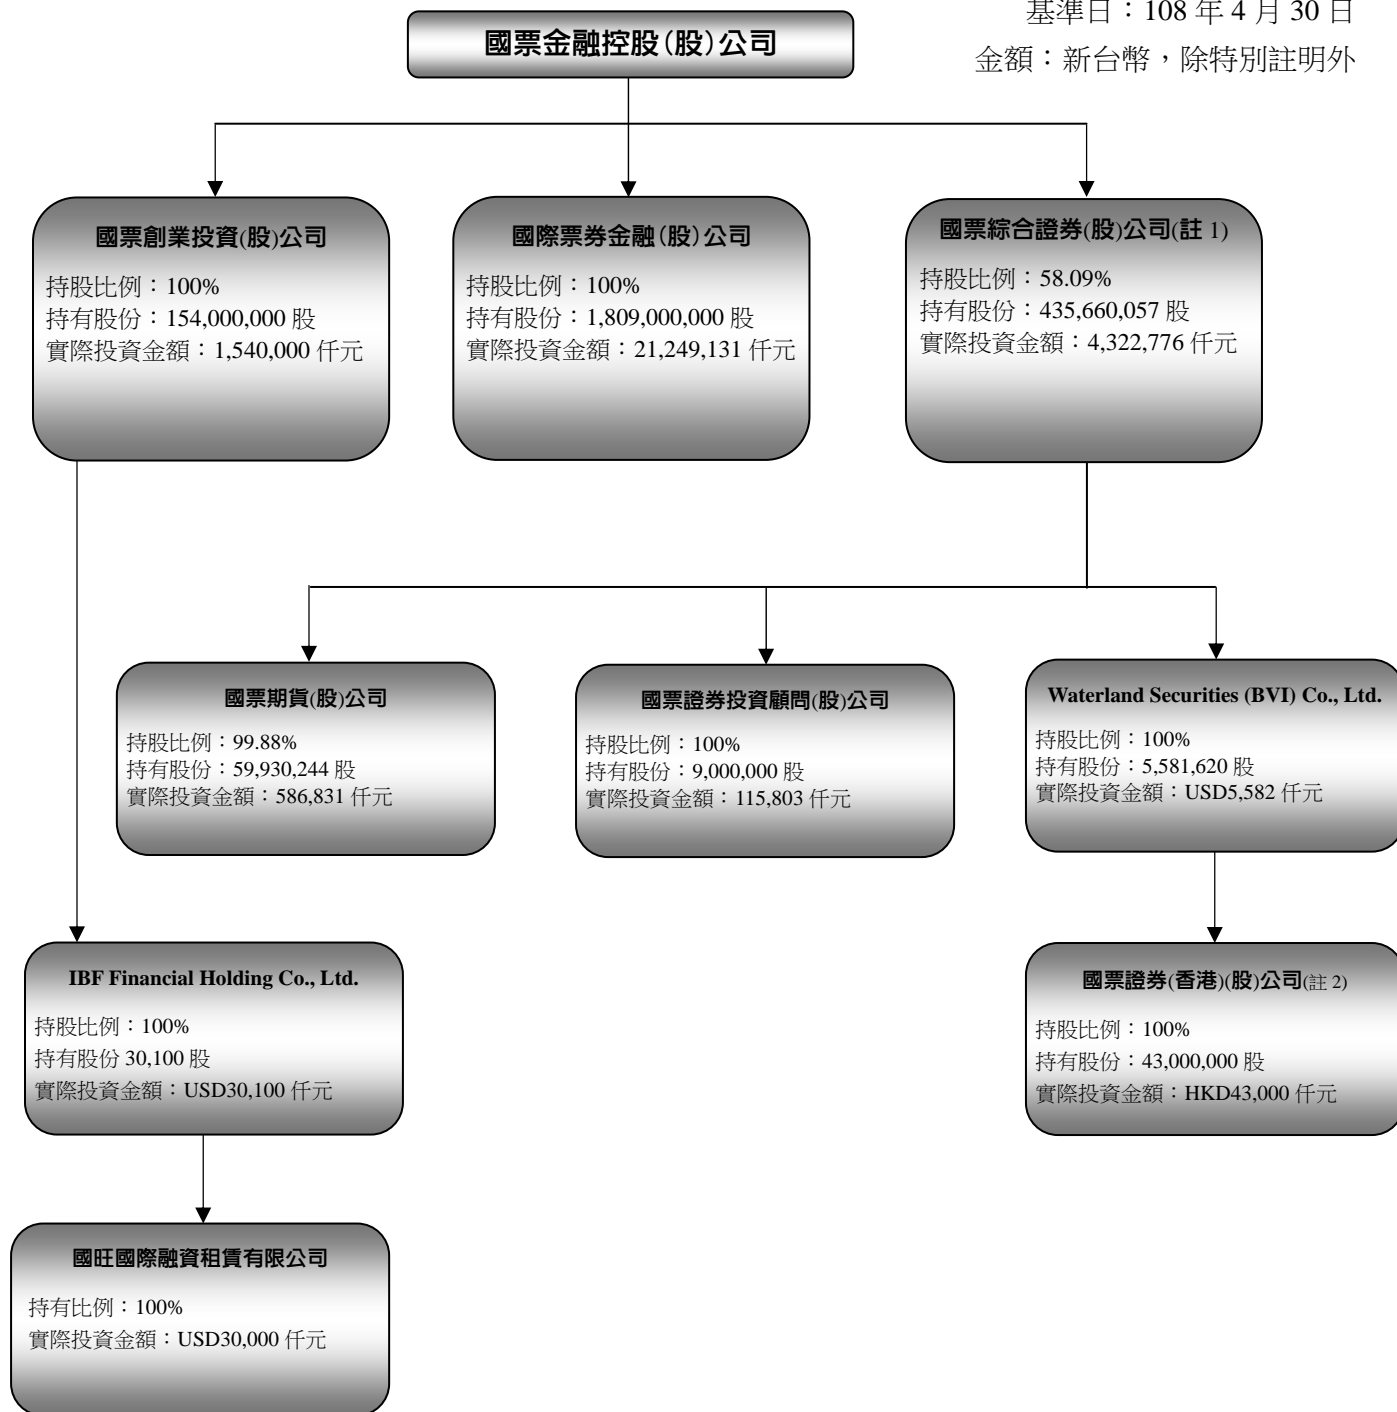 基準日：108 年 4 月 30 日
國票金融控股(股)公司
金額：新台幣，除特別註明外
國票創業投資(股)公司
持股比例：100%
持有股份：154,000,000 股
實際投資金額：1,540,000 仟元
國際票券金融(股)公司
持股比例：100%
持有股份：1,809,000,000 股
實際投資金額：21,249,131 仟元
國票綜合證券(股)公司(註 1)
持股比例：58.09%
持有股份：435,660,057 股
實際投資金額：4,322,776 仟元
國票期貨(股)公司
持股比例：99.88%
持有股份：59,930,244 股
實際投資金額：586,831 仟元
國票證券投資顧問(股)公司
持股比例：100%
持有股份：9,000,000 股
實際投資金額：115,803 仟元
Waterland Securities (BVI) Co., Ltd.
持股比例：100%
持有股份：5,581,620 股
實際投資金額：USD5,582 仟元
IBF Financial Holding Co., Ltd.
持股比例：100%
持有股份 30,100 股
實際投資金額：USD30,100 仟元
國票證券(香港)(股)公司(註 2)
持股比例：100%
持有股份：43,000,000 股
實際投資金額：HKD43,000 仟元
國旺國際融資租賃有限公司
持有比例：100%
實際投資金額：USD30,000 仟元